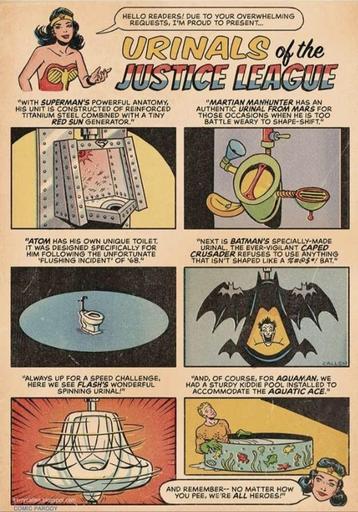 HELLO READERS! DUE TO YOUR OVERWHELMING
REQUESTS, I'M PROUD TO PRESENT...
URINALS of the
JUSTICE LEAGUE
"WITH SUPERMAN'S POWERFUL ANATOMY,
HIS UNIT IS CONSTRUCTED OF REINFORCED
TITANIUM STEEL COMBINED WITH A TINY
RED SUN GENERATOR."
"MARTIAN MANHUNTER HAS AN
AUTHENTIC URINAL FROM MARS FOR
THOSE OCCASIONS WHEN HE IS TOO
BATTLE WEARY TO SHAPE-SHIFT."
"ATOM HAS HIS OWN UNIQUE TOILET.
IT WAS DESIGNED SPECIFICALLY FOR
HIM FOLLOWING THE UNFORTUNATE
'FLUSHING INCIDENT' OF '68."
"NEXT IS BATMAN'S SPECIALLY-MADE
URINAL. THE EVER-VIGILANT CAPED
CRUSADER REFUSES TO USE ANYTHING
THAT ISN'T SHAPED LIKE A %#@$*! BAT."
CALLEN
"ALWAYS UP FOR A SPEED CHALLENGE,
HERE WE SEE FLASH'S WONDERFUL
SPINNING URINAL!"
"AND, OF COURSE, FOR AQUAMAN, WE
HAD A STURDY KIDDIE POOL INSTALLED TO
ACCOMMODATE THE AQUATIC ACE."
AND REMEMBER-- NO MATTER HOW
YOU PEE, WE'RE ALL HEROES!"
COMIC PARODY